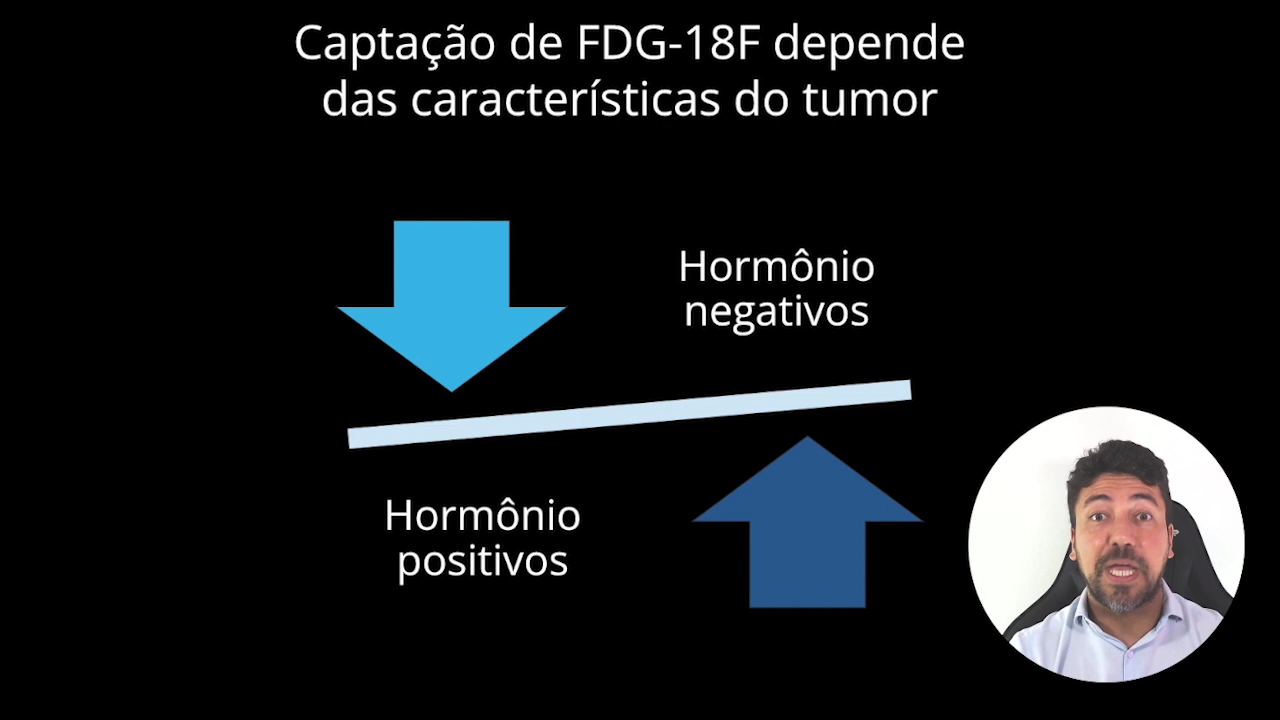 Captação de FDG-18F depende
das características do tumor
Hormônio
negativos
Hormônio
positivos